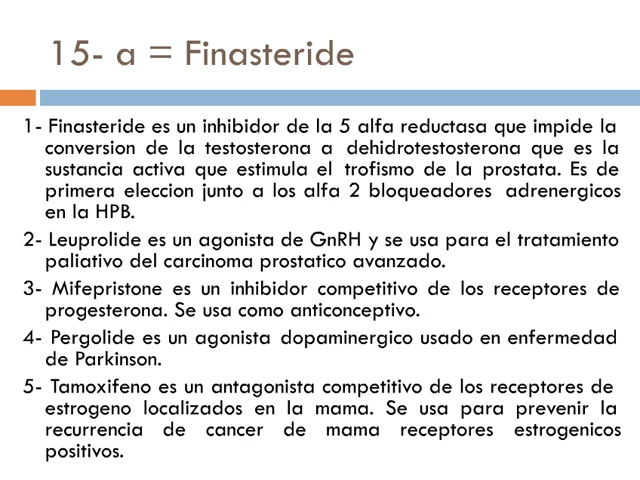 15- a = Finasteride
1- Finasteride es un inhibidor de la 5 alfa reductasa que impide la
conversion de la testosterona a dehidrotestosterona que es la
sustancia activa que estimula el trofismo de la prostata. Es de
primera eleccion junto a los alfa 2 bloqueadores adrenergicos
en la HPB.
2- Leuprolide es un agonista de GnRH y se usa para el tratamiento
paliativo del carcinoma prostatico avanzado.
3- Mifepristone es un inhibidor competitivo de los receptores de
progesterona. Se usa como anticonceptivo.
4- Pergolide es un agonista dopaminergico usado en enfermedad
de Parkinson.
5- Tamoxifeno es un antagonista competitivo de los receptores de
estrogeno localizados en la mama. Se usa para prevenir la
recurrencia de cancer de mama receptores estrogenicos
positivos.